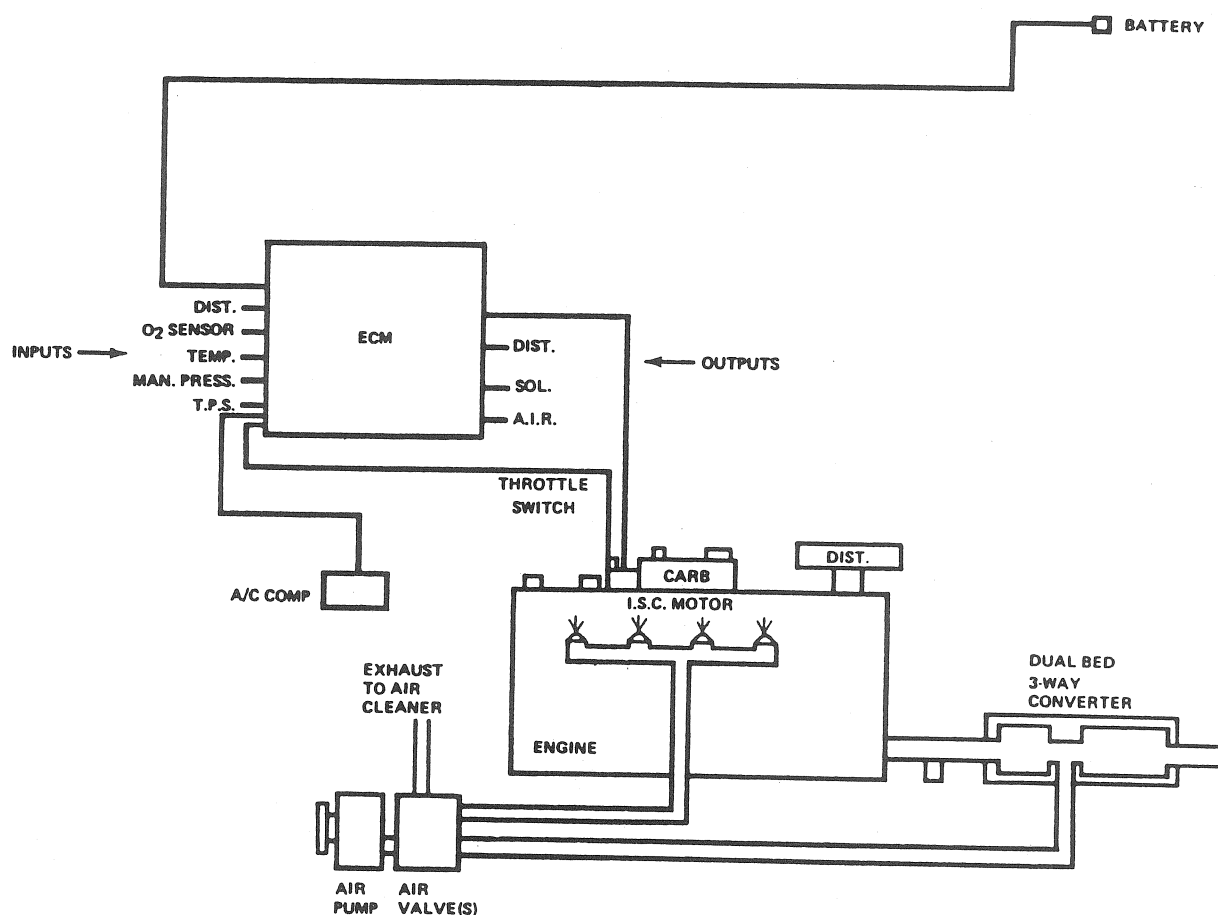 BATTERY
DIST.
O2 SENSOR
INPUTS
TEMP.
MAN. PRESS.
T.P.S.
ECM
DIST.
SOL.
A.I.R.
OUTPUTS
THROTTLE
SWITCH
A/C COMP
CARB
DIST.
I.S.C. MOTOR
EXHAUST
TO AIR
CLEANER
ENGINE
DUAL BED
3-WAY
CONVERTER
AIR
PUMP
AIR
VALVE(S)